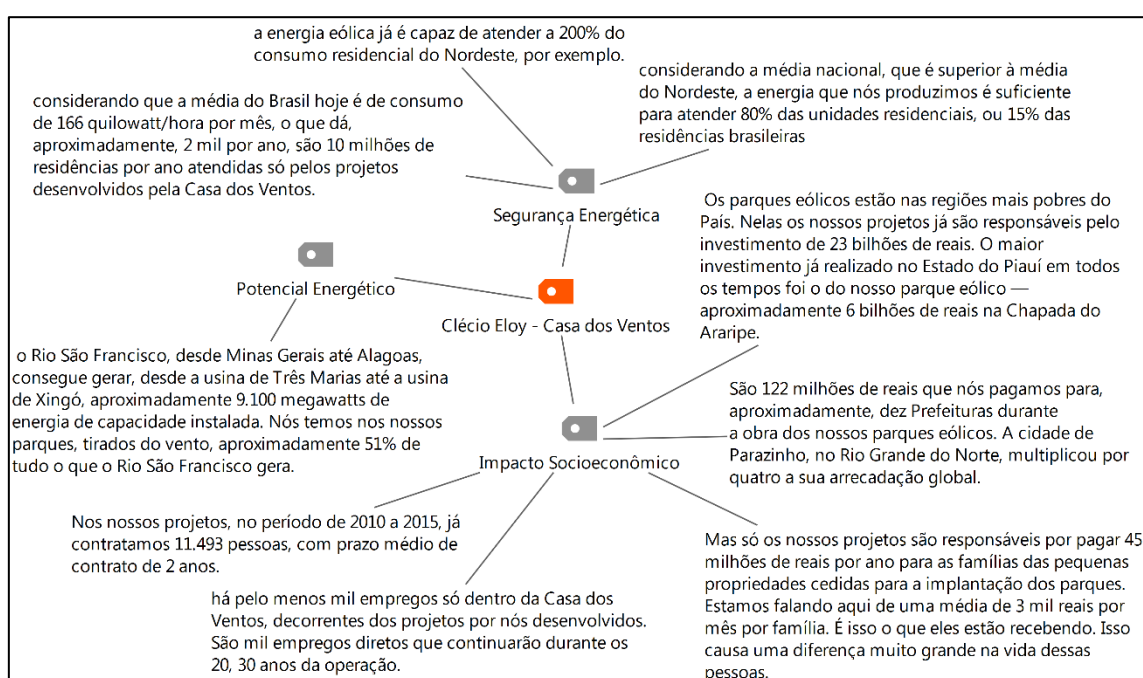 a energia eólica já é capaz de atender a 200% do
consumo residencial do Nordeste, por exemplo.
considerando a média nacional, que é superior à média
do Nordeste, a energia que nós produzimos é suficiente
para atender 80% das unidades residenciais, ou 15% das
residências brasileiras
considerando que a média do Brasil hoje é de consumo
de 166 quilowatt/hora por mês, o que dá,
aproximadamente, 2 mil por ano, são 10 milhões de
residências por ano atendidas só pelos projetos
desenvolvidos pela Casa dos Ventos.
Segurança Energética
Os parques eólicos estão nas regiões mais pobres do
País. Nelas os nossos projetos já são responsáveis pelo
investimento de 23 bilhões de reais. O maior
investimento já realizado no Estado do Piauí em todos
os tempos foi o do nosso parque eólico —
aproximadamente 6 bilhões de reais na Chapada do
Araripe.
Potencial Energético
Clécio Eloy - Casa dos Ventos
o Rio São Francisco, desde Minas Gerais até Alagoas,
consegue gerar, desde a usina de Três Marias até a usina
de Xingó, aproximadamente 9.100 megawatts de
energia de capacidade instalada. Nós temos nos nossos
parques, tirados do vento, aproximadamente 51% de
tudo o que o Rio São Francisco gera.
São 122 milhões de reais que nós pagamos para,
aproximadamente, dez Prefeituras durante
a obra dos nossos parques eólicos. A cidade de
Parazinho, no Rio Grande do Norte, multiplicou por
quatro a sua arrecadação global.
Impacto Socioeconômico
Nos nossos projetos, no período de 2010 a 2015, já
contratamos 11.493 pessoas, com prazo médio de
contrato de 2 anos.
Mas só os nossos projetos são responsáveis por pagar 45
milhões de reais por ano para as famílias das pequenas
propriedades cedidas para a implantação dos parques.
Estamos falando aqui de uma média de 3 mil reais por
mês por família. É isso o que eles estão recebendo. Isso
causa uma diferença muito grande na vida dessas
pessoas.
há pelo menos mil empregos só dentro da Casa dos
Ventos, decorrentes dos projetos por nós desenvolvidos.
São mil empregos diretos que continuarão durante os
20, 30 anos da operação.